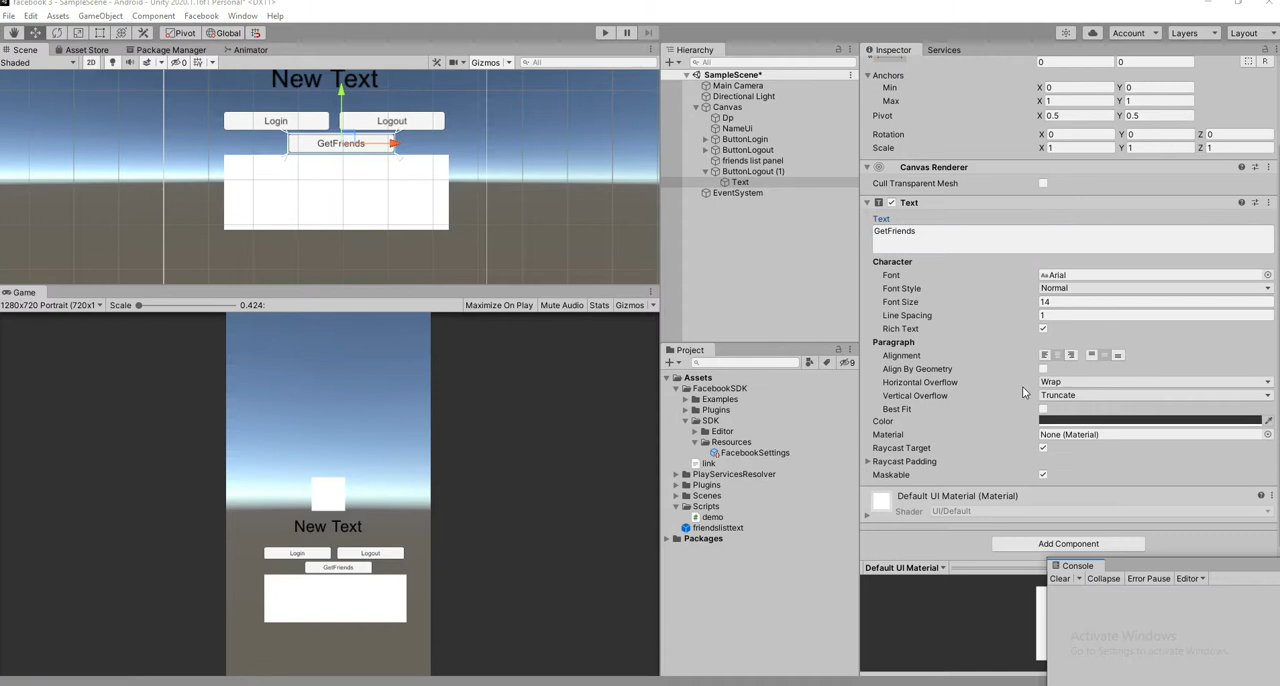 facebook 3 - SampleScene - Android - Unity 2020.1.16f1 Personal* <DX11>
File Edit Assets GameObject Component Facebook Window Help
Pivot Global Account Layers Layout
Scene Asset Store Package Manager Animator
Shaded 2D 0 Gizmos All
New Text
Login Logout
GetFriends
Game
1280x720 Portrait (720x1 Scale 0.424: Maximize On Play Mute Audio Stats Gizmos
New Text
Login Logout
GetFriends
Hierarchy
All
SampleScene*
Main Camera
Directional Light
Canvas
Dp
NameUi
ButtonLogin
ButtonLogout
friends list panel
ButtonLogout (1)
Text
EventSystem
Project
9
Assets
FacebookSDK
Examples
Plugins
SDK
Editor
Resources
FacebookSettings
link
PlayServicesResolver
Plugins
Scenes
Scripts
demo
friendslisttext
Packages
Inspector Services
0 0 R
Anchors
Min X 0 Y 0
Max X 1 Y 1
Pivot X 0.5 Y 0.5
Rotation X 0 Y 0 Z 0
Scale X 1 Y 1 Z 1
Canvas Renderer
Cull Transparent Mesh
Text
Text
GetFriends
Character
Font Arial
Font Style Normal
Font Size 14
Line Spacing 1
Rich Text
Paragraph
Alignment
Align By Geometry
Horizontal Overflow Wrap
Vertical Overflow Truncate
Best Fit
Color
Material None (Material)
Raycast Target
Raycast Padding
Maskable
Default UI Material (Material)
Shader UI/Default
Add Component
Default UI Material
Console
Clear Collapse Error Pause Editor
Activate Windows
Go to Settings to activate Windows.